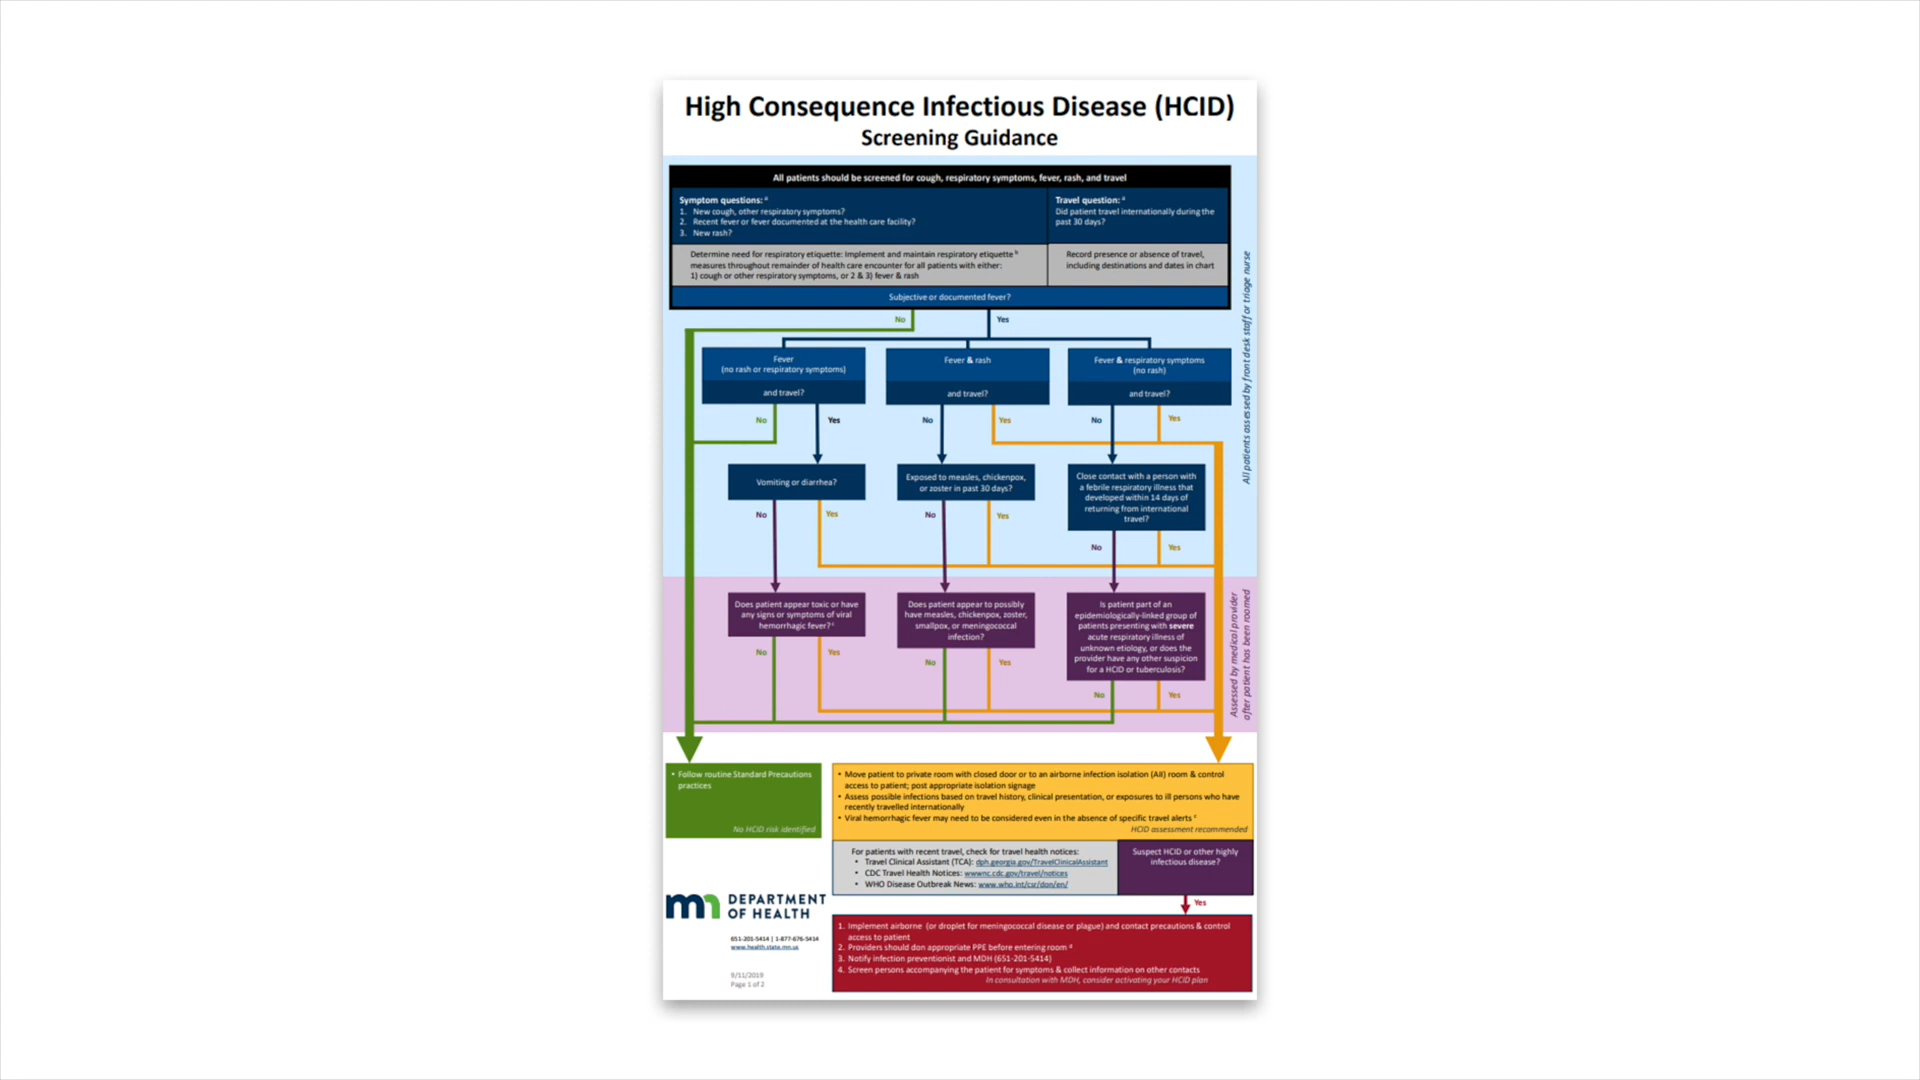 High Consequence Infectious Disease (HCID)
Screening Guidance
All patients should be screened for cough, respiratory symptoms, fever, rash, and travel
Symptom questions: a
1. New cough, other respiratory symptoms?
2. Recent fever or fever documented at the health care facility?
3. New rash?
Travel question: a
Did patient travel internationally during the
past 30 days?
Determine need for respiratory etiquette: Implement and maintain respiratory etiquette b
measures throughout remainder of health care encounter for all patients with either:
1) cough or other respiratory symptoms, or 2 & 3) fever & rash
Record presence or absence of travel,
including destinations and dates in chart
Subjective or documented fever?
No
Yes
All patients assessed by front desk staff or triage nurse
Fever
(no rash or respiratory symptoms)
and travel?
Fever & rash
and travel?
Fever & respiratory symptoms
(no rash)
and travel?
No
Yes
No
Yes
No
Yes
Vomiting or diarrhea?
Exposed to measles, chickenpox,
or zoster in past 30 days?
Close contact with a person with
a febrile respiratory illness that
developed within 14 days of
returning from international
travel?
No
Yes
No
Yes
No
Yes
Does patient appear toxic or have
any signs or symptoms of viral
hemorrhagic fever? c
Does patient appear to possibly
have measles, chickenpox, zoster,
smallpox, or meningococcal
infection?
Is patient part of an
epidemiologically-linked group of
patients presenting with severe
acute respiratory illness of
unknown etiology, or does the
provider have any other suspicion
for a HCID or tuberculosis?
Assessed by medical provider
after patient has been roomed
No
Yes
No
Yes
No
Yes
• Follow routine Standard Precautions
practices
No HCID risk identified
• Move patient to private room with closed door or to an airborne infection isolation (AII) room & control
access to patient; post appropriate isolation signage
• Assess possible infections based on travel history, clinical presentation, or exposures to ill persons who have
recently travelled internationally
• Viral hemorrhagic fever may need to be considered even in the absence of specific travel alerts c
HCID assessment recommended
For patients with recent travel, check for travel health notices:
• Travel Clinical Assistant (TCA): dph.georgia.gov/TravelClinicalAssistant
• CDC Travel Health Notices: wwwnc.cdc.gov/travel/notices
• WHO Disease Outbreak News: www.who.int/csr/don/en/
Suspect HCID or other highly
infectious disease?
Yes
1. Implement airborne (or droplet for meningococcal disease or plague) and contact precautions & control
access to patient
2. Providers should don appropriate PPE before entering room d
3. Notify infection preventionist and MDH (651-201-5414)
4. Screen persons accompanying the patient for symptoms & collect information on other contacts
In consultation with MDH, consider activating your HCID plan
mn DEPARTMENT
OF HEALTH
651-201-5414 | 1-877-676-5414
www.health.state.mn.us
9/11/2019
Page 1 of 2